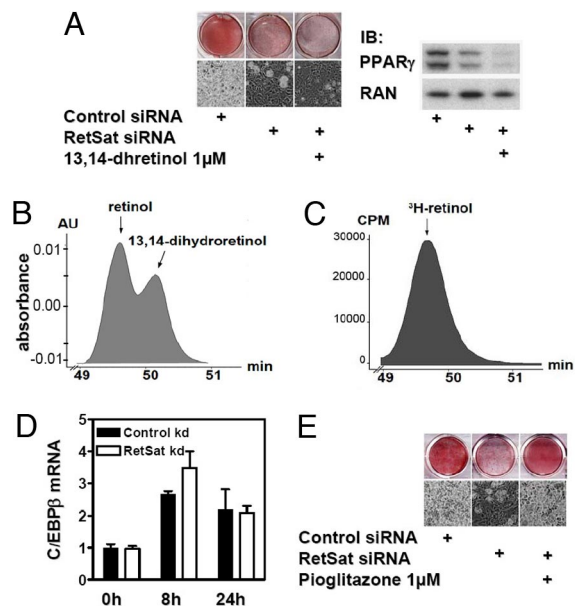 A
IB:
PPARγ
RAN
Control siRNA +
RetSat siRNA + +
13,14-dhretinol 1μM +
+ + +
+
B
retinol
AU
13,14-dihydroretinol
0.01
0.00
-0.01
absorbance
49 50 51 min
C
CPM
³H-retinol
30000
20000
10000
0
49 50 51 min
D
5
4
3
2
1
0
C/EBPβ mRNA
Control kd
RetSat kd
0h 8h 24h
E
Control siRNA +
RetSat siRNA + +
Pioglitazone 1μM +